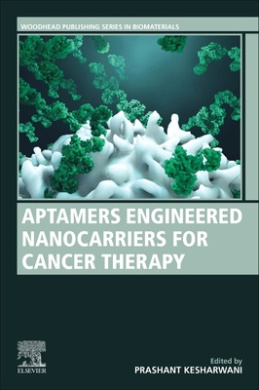 WOODHEAD PUBLISHING SERIES IN BIOMATERIALS
APTAMERS ENGINEERED
NANOCARRIERS FOR
CANCER THERAPY
Edited by
PRASHANT KESHARWANI
ELSEVIER